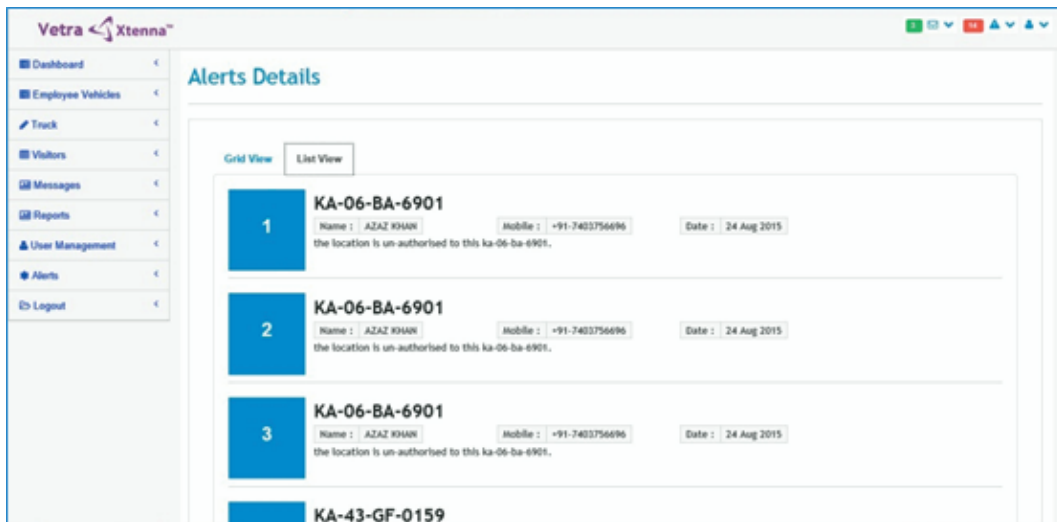 Vetra Xtenna™
3 14
Dashboard
Employee Vehicles
Truck
Visitors
Messages
Reports
User Management
Alerts
Logout
Alerts Details
Grid View List View
1
KA-06-BA-6901
Name : AZAZ KHAN Mobile : +91-7403756696 Date : 24 Aug 2015
the location is un-authorised to this ka-06-ba-6901.
2
KA-06-BA-6901
Name : AZAZ KHAN Mobile : +91-7403756696 Date : 24 Aug 2015
the location is un-authorised to this ka-06-ba-6901.
3
KA-06-BA-6901
Name : AZAZ KHAN Mobile : +91-7403756696 Date : 24 Aug 2015
the location is un-authorised to this ka-06-ba-6901.
KA-43-GF-0159